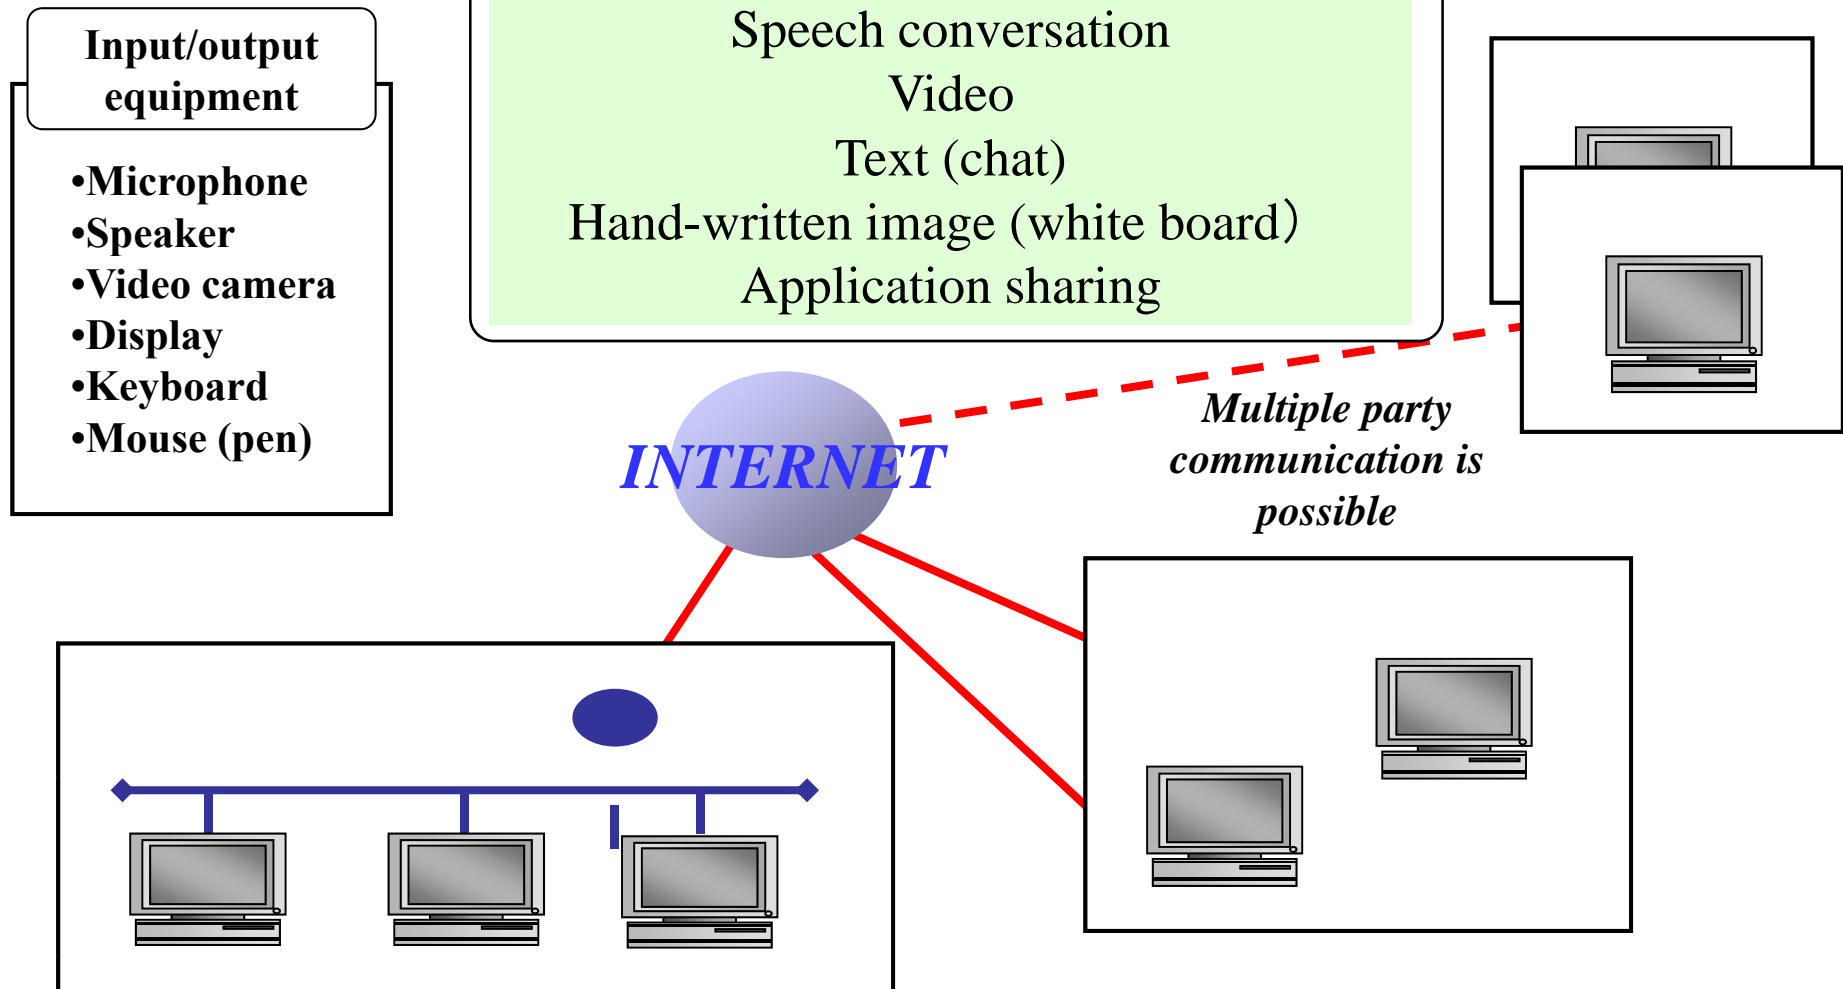 Input/output
equipment
•Microphone
•Speaker
•Video camera
•Display
•Keyboard
•Mouse (pen)
Speech conversation
Video
Text (chat)
Hand-written image (white board）
Application sharing
INTERNET
Multiple party
communication is
possible